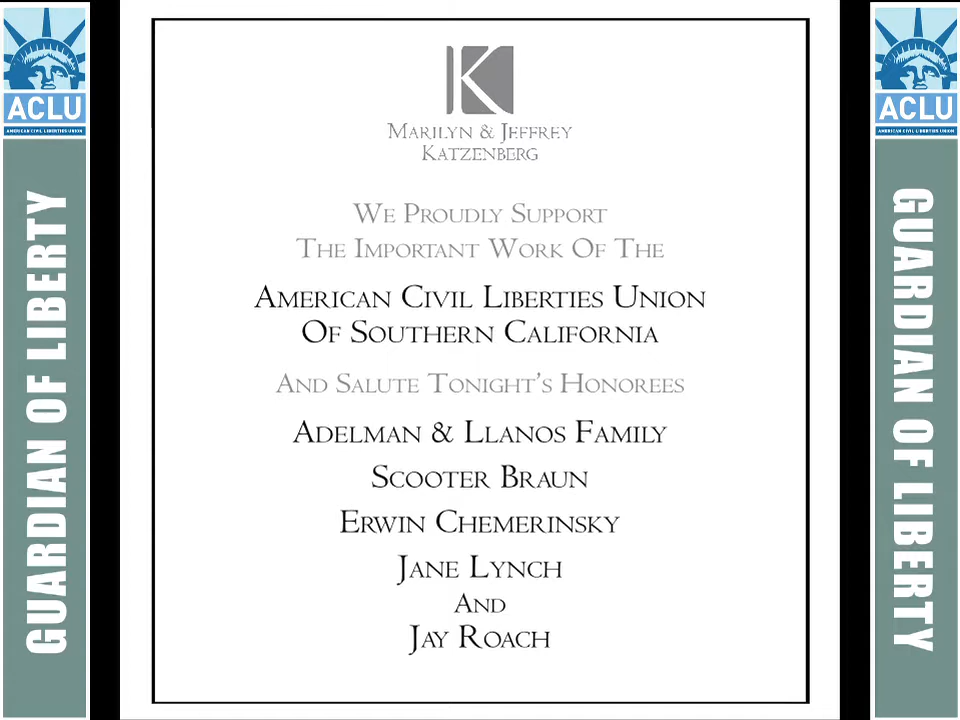 ACLU
AMERICAN CIVIL LIBERTIES UNION
GUARDIAN OF LIBERTY
K
MARILYN & JEFFREY
KATZENBERG
WE PROUDLY SUPPORT
THE IMPORTANT WORK OF THE
AMERICAN CIVIL LIBERTIES UNION
OF SOUTHERN CALIFORNIA
AND SALUTE TONIGHT'S HONOREES
ADELMAN & LLANOS FAMILY
SCOOTER BRAUN
ERWIN CHEMERINSKY
JANE LYNCH
AND
JAY ROACH
ACLU
AMERICAN CIVIL LIBERTIES UNION
GUARDIAN OF LIBERTY